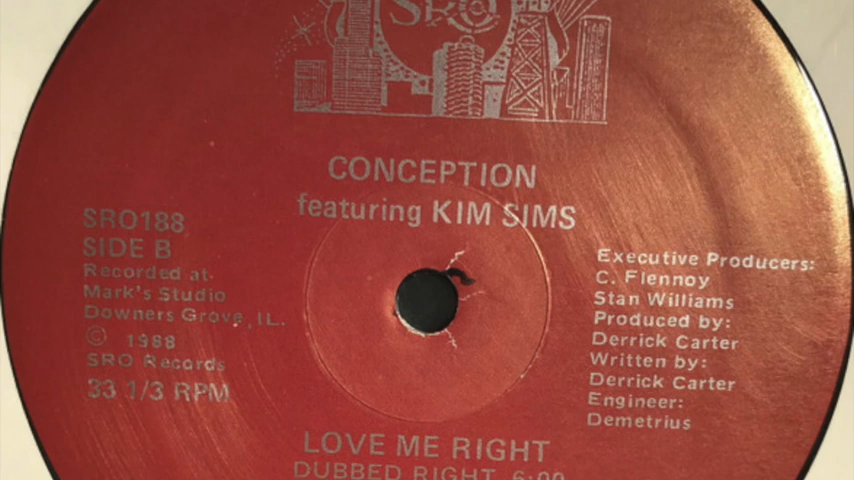 SRO
CONCEPTION
featuring KIM SIMS
SRO188
SIDE B
Recorded at
Mark's Studio
Downers Grove, IL.
© 1988
SRO Records
33 1/3 RPM
Executive Producers:
C. Flennoy
Stan Williams
Produced by:
Derrick Carter
Written by:
Derrick Carter
Engineer:
Demetrius
LOVE ME RIGHT
DUBBED RIGHT 6:00